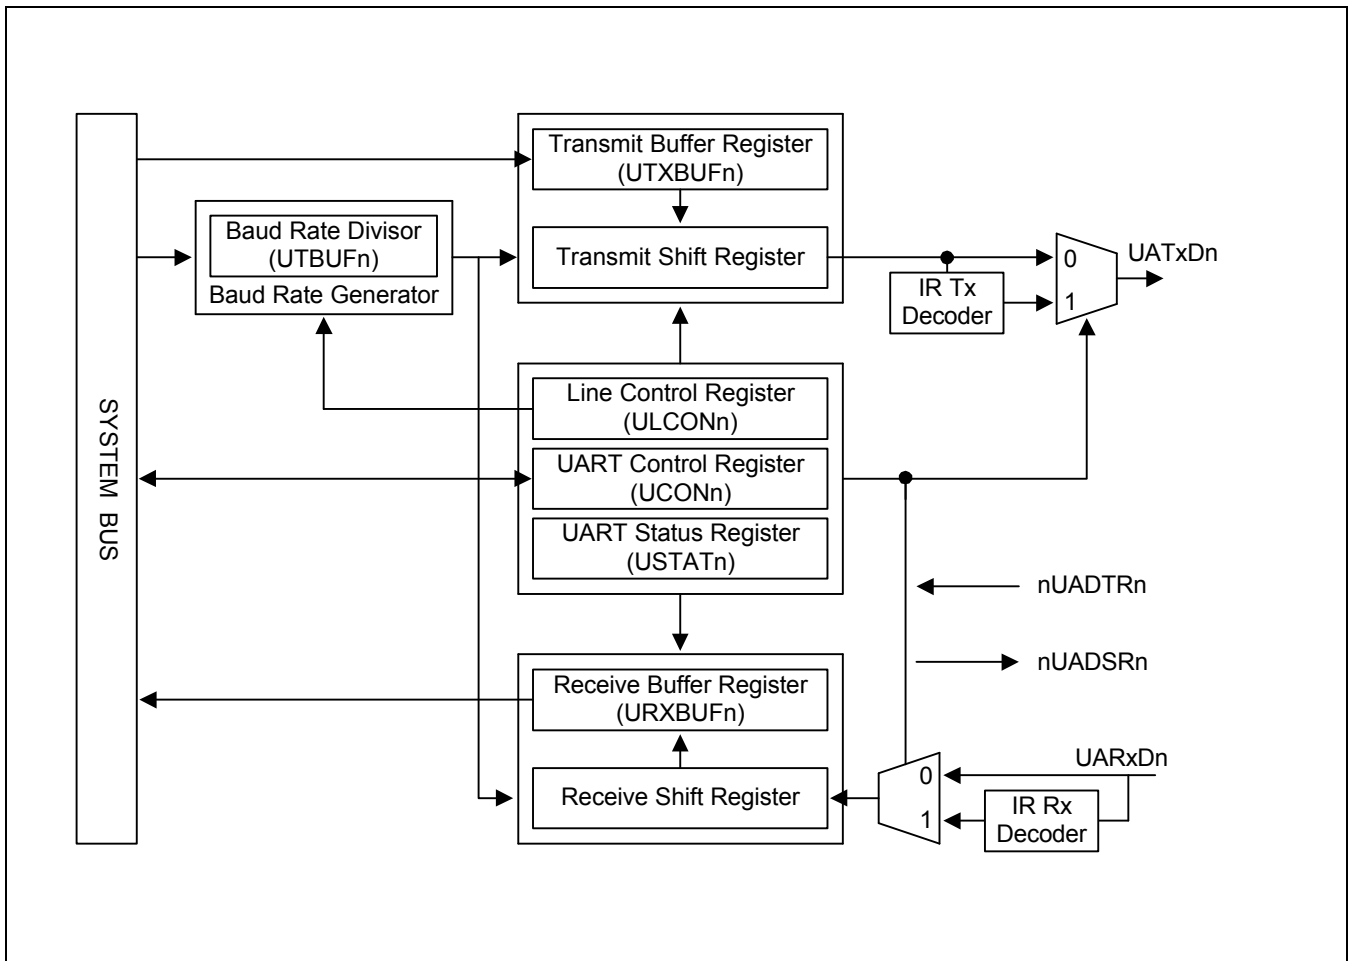 SYSTEM BUS
Transmit Buffer Register
(UTXBUFn)
Baud Rate Divisor
(UTBUFn)
Baud Rate Generator
Transmit Shift Register
IR Tx
Decoder
0
1
UATxDn
Line Control Register
(ULCONn)
UART Control Register
(UCONn)
UART Status Register
(USTATn)
nUADTRn
nUADSRn
Receive Buffer Register
(URXBUFn)
Receive Shift Register
0
1
UARxDn
IR Rx
Decoder